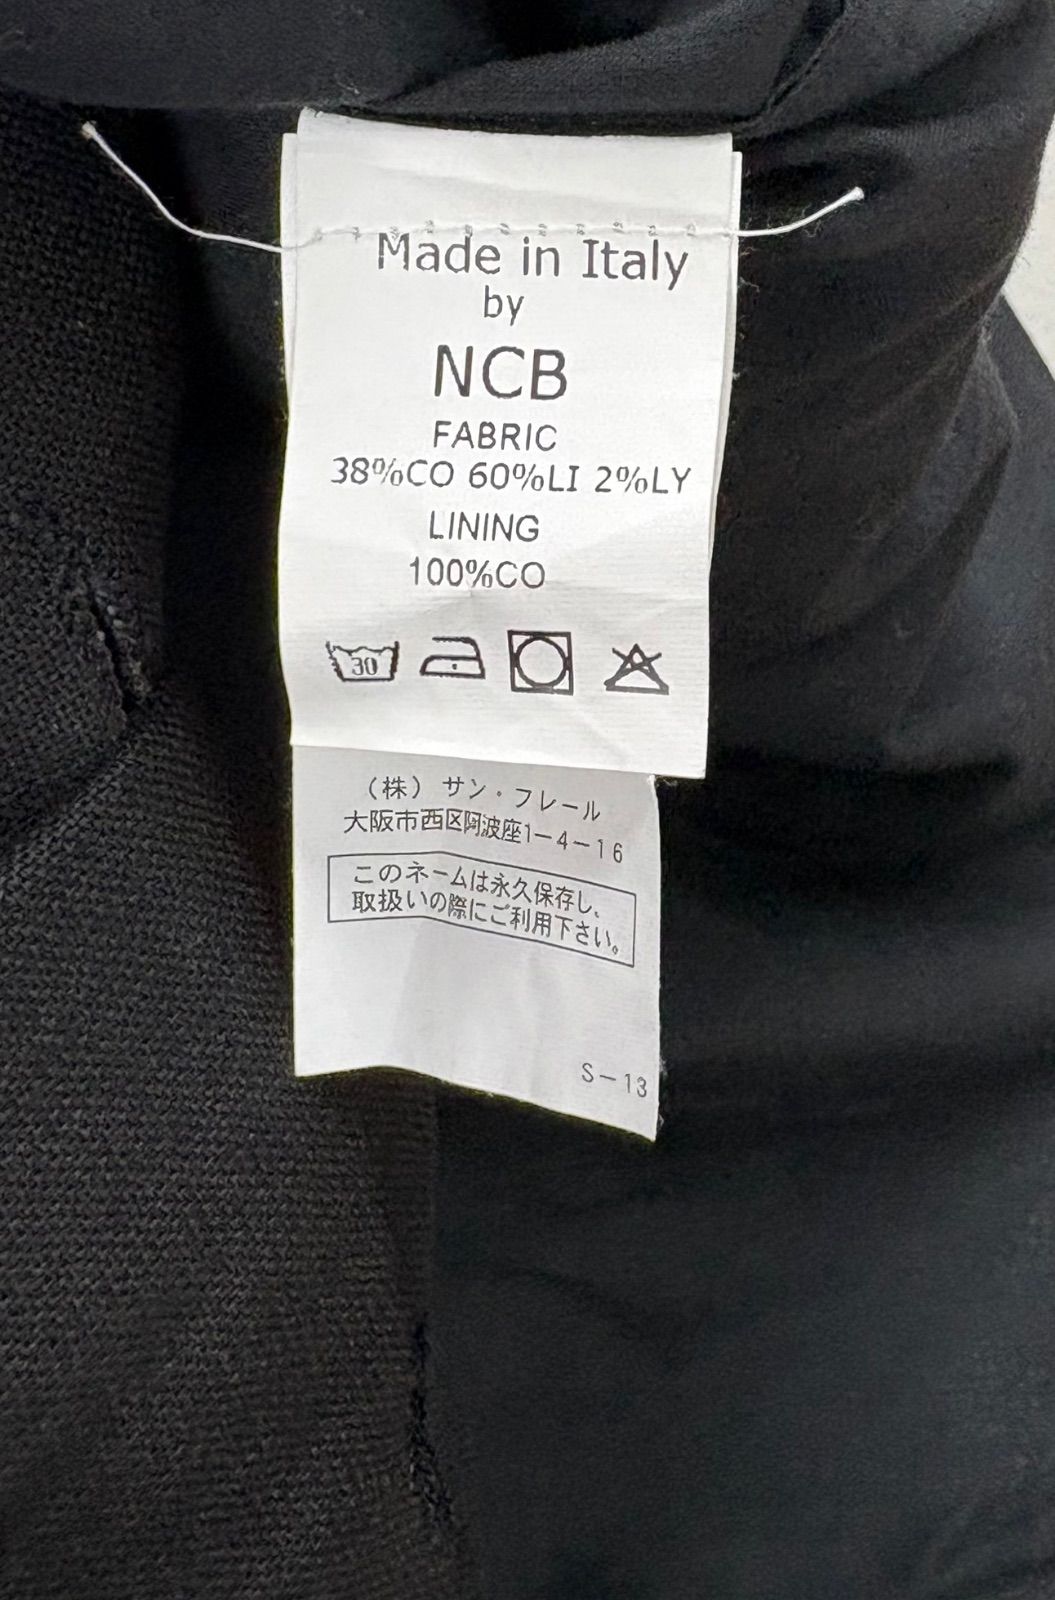 Made in Italy
by
NCB
FABRIC
38%CO 60%LI 2%LY
LINING
100%CO
30
(株) サン・フレール
大阪市西区阿波座1-4-16
このネームは永久保存し、
取扱いの際にご利用下さい。
S-13